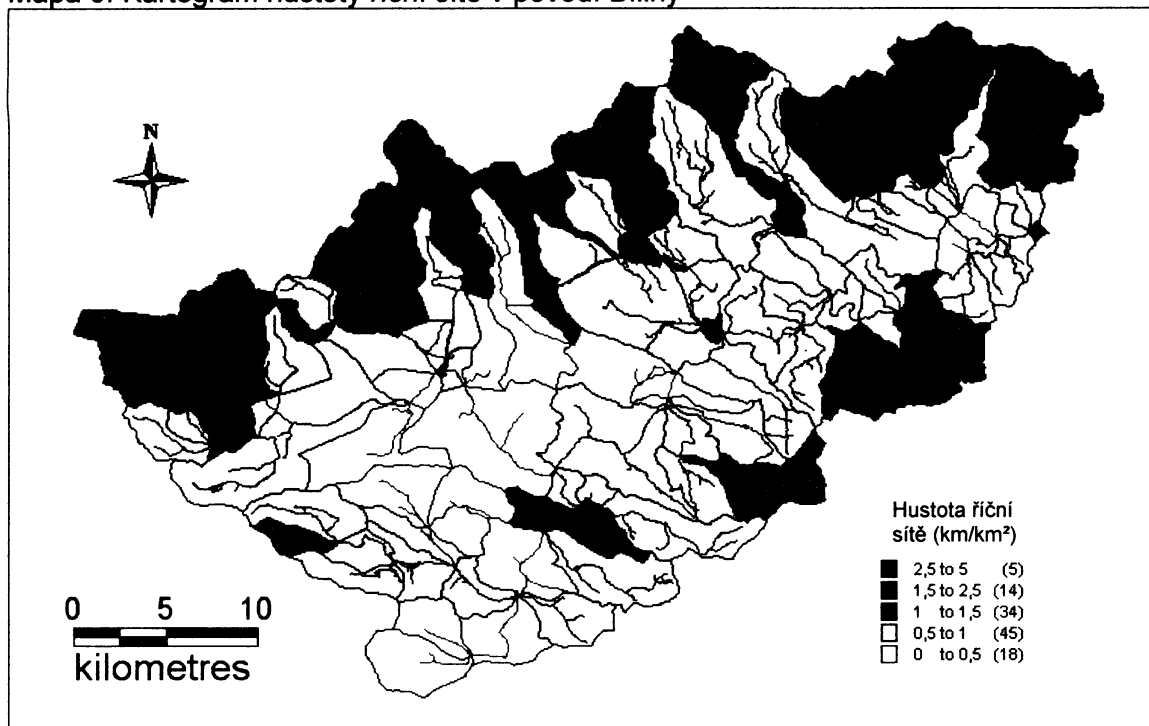 N
Hustota říční
sítě (km/km²)
2,5 to 5 (5)
1,5 to 2,5 (14)
1 to 1,5 (34)
0,5 to 1 (45)
0 to 0,5 (18)
0 5 10
kilometres